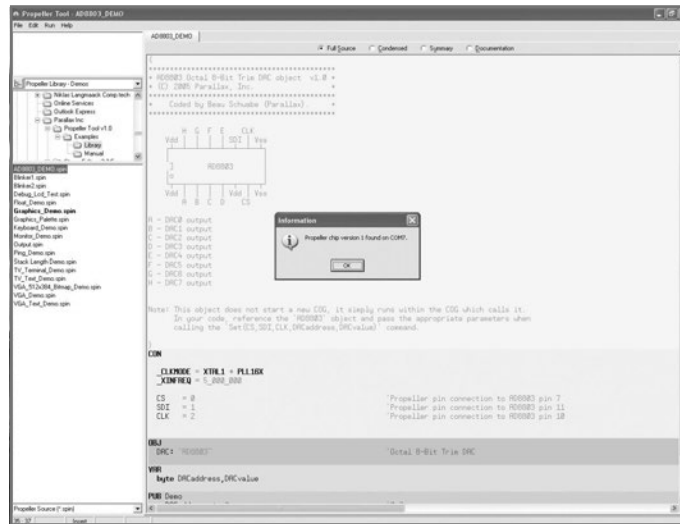 Propeller Tool - AD8803_DEMO
File Edit Run Help
AD8803_DEMO
Full Source Condensed Summary Documentation
Propeller Library - Demos
Niklas Langmaack Comp.tech
Online Services
Outlook Express
Parallax Inc
Propeller Tool v1.0
Examples
Library
Manual
AD8803_DEMO.spin
Blinker1.spin
Blinker2.spin
Debug_Lcd_Test.spin
Float_Demo.spin
Graphics_Demo.spin
Graphics_Palette.spin
Keyboard_Demo.spin
Monitor_Demo.spin
Output.spin
Ping_Demo.spin
Stack Length Demo.spin
TV_Terminal_Demo.spin
TV_Text_Demo.spin
VGA_512x384_Bitmap_Demo.spin
VGA_Demo.spin
VGA_Text_Demo.spin
Propeller Source (*.spin)
35 : 37 Insert
{
************************************
* AD8803 Octal 8-Bit Trim DAC object v1.0 *
* (C) 2005 Parallax, Inc. *
************************************
* Coded by Beau Schwabe (Parallax). *
************************************
H G F E CLK
Vdd | | | | SDI | Vss
AD8803
Vdd | | | | Vdd | Vss
A B C D CS
A - DAC0 output
B - DAC1 output
C - DAC2 output
D - DAC3 output
E - DAC4 output
F - DAC5 output
G - DAC6 output
H - DAC7 output
Note: This object does not start a new COG, it simply runs within the COG which calls it.
In your code, reference the 'AD8803' object and pass the appropriate parameters when
calling the 'Set(CS,SDI,CLK,DACaddress,DACvalue)' command.
}
Information
Propeller chip version 1 found on COM7.
OK
CON
_CLKMODE = XTAL1 + PLL16X
_XINFREQ = 5_000_000
CS = 0 'Propeller pin connection to AD8803 pin 7
SDI = 1 'Propeller pin connection to AD8803 pin 11
CLK = 2 'Propeller pin connection to AD8803 pin 10
OBJ
DAC: "AD8803" 'Octal 8-Bit Trim DAC
VAR
byte DACaddress,DACvalue
PUB Demo